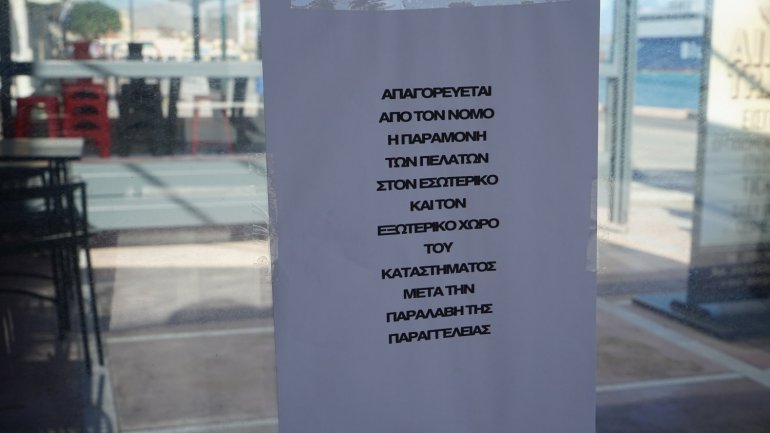 ΑΠΑΓΟΡΕΥΕΤΑΙ
ΑΠΟ ΤΟΝ ΝΟΜΟ
Η ΠΑΡΑΜΟΝΗ
ΤΩΝ ΠΕΛΑΤΩΝ
ΣΤΟΝ ΕΣΩΤΕΡΙΚΟ
ΚΑΙ ΤΟΝ
ΕΞΩΤΕΡΙΚΟ ΧΩΡΟ
ΤΟΥ
ΚΑΤΑΣΤΗΜΑΤΟΣ
ΜΕΤΑ ΤΗΝ
ΠΑΡΑΛΑΒΗ ΤΗΣ
ΠΑΡΑΓΓΕΛΕΙΑΣ